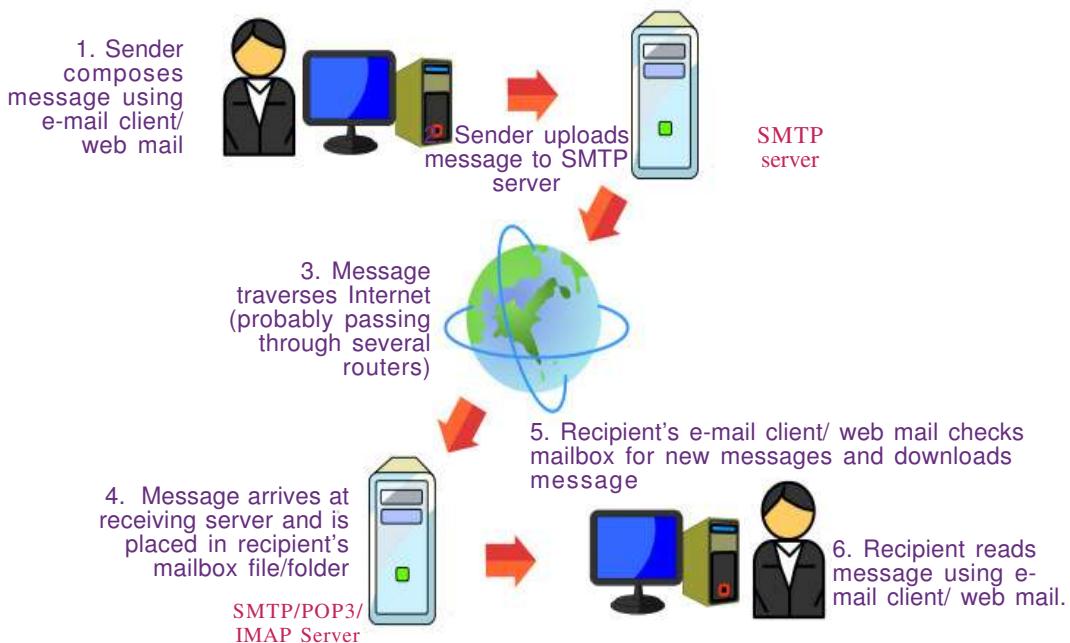 1. Sender
composes
message using
e-mail client/
web mail
2. Sender uploads
message to SMTP
server
SMTP
server
3. Message
traverses Internet
(probably passing
through several
routers)
4. Message arrives at
receiving server and is
placed in recipient's
mailbox file/folder
SMTP/POP3/
IMAP Server
5. Recipient's e-mail client/ web mail checks
mailbox for new messages and downloads
message
6. Recipient reads
message using e-
mail client/ web mail.